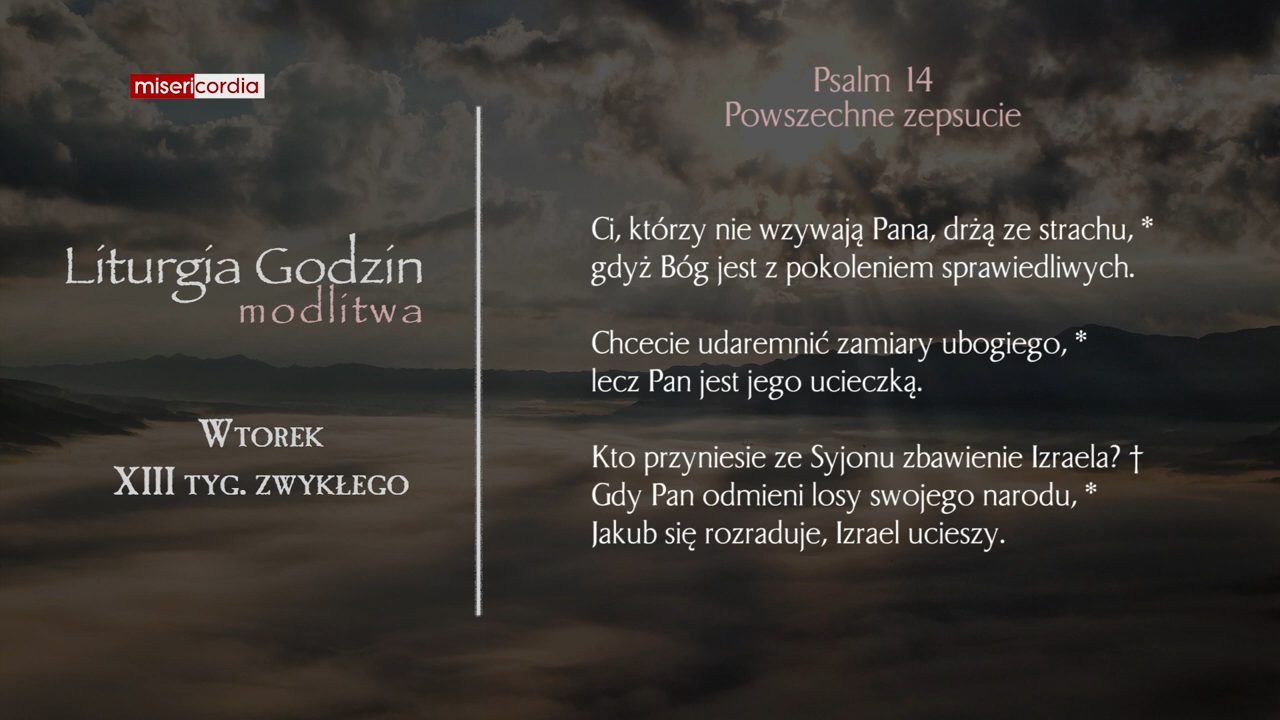 misericordia
Liturgia Godzin
modlitwa
Wtorek
XIII tyg. zwykłego
Psalm 14
Powszechne zepsucie
Ci, którzy nie wzywają Pana, drżą ze strachu, *
gdyż Bóg jest z pokoleniem sprawiedliwych.
Chcecie udaremnić zamiary ubogiego, *
lecz Pan jest jego ucieczką.
Kto przyniesie ze Syjonu zbawienie Izraela? †
Gdy Pan odmieni losy swojego narodu, *
Jakub się rozraduje, Izrael ucieszy.